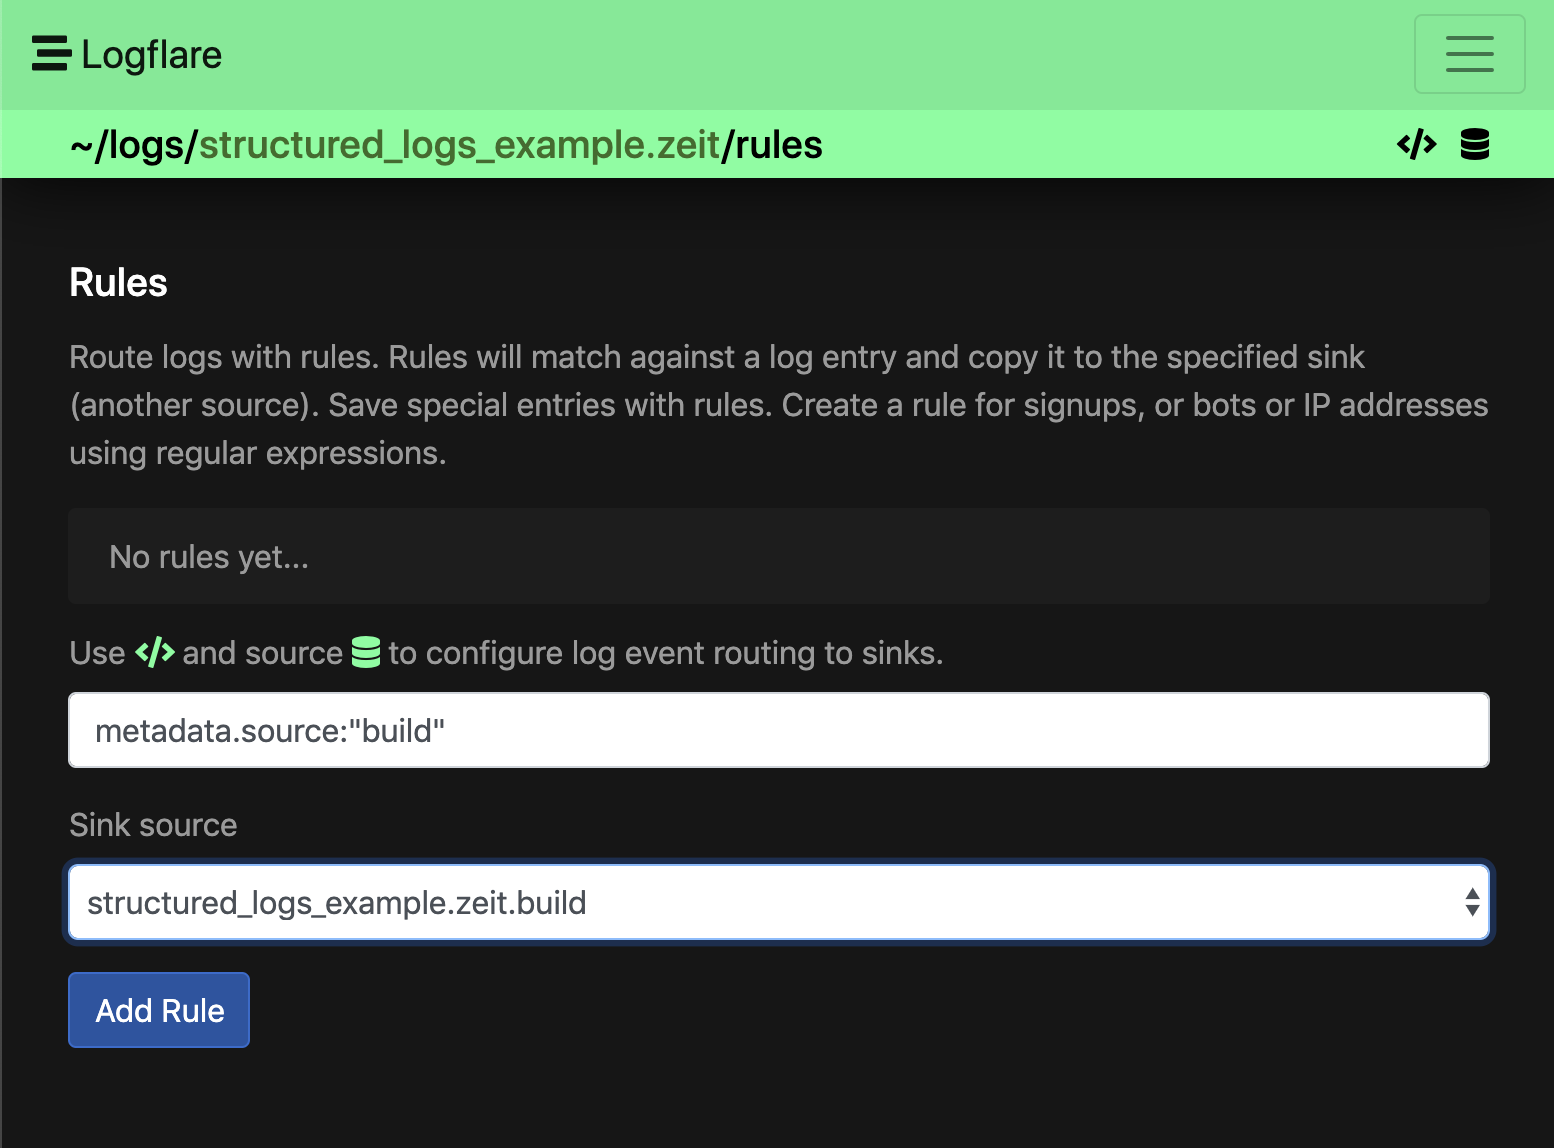 Logflare
~/logs/structured_logs_example.zeit/rules
Rules
Route logs with rules. Rules will match against a log entry and copy it to the specified sink
(another source). Save special entries with rules. Create a rule for signups, or bots or IP addresses
using regular expressions.
No rules yet...
Use </> and source to configure log event routing to sinks.
metadata.source:"build"
Sink source
structured_logs_example.zeit.build
Add Rule